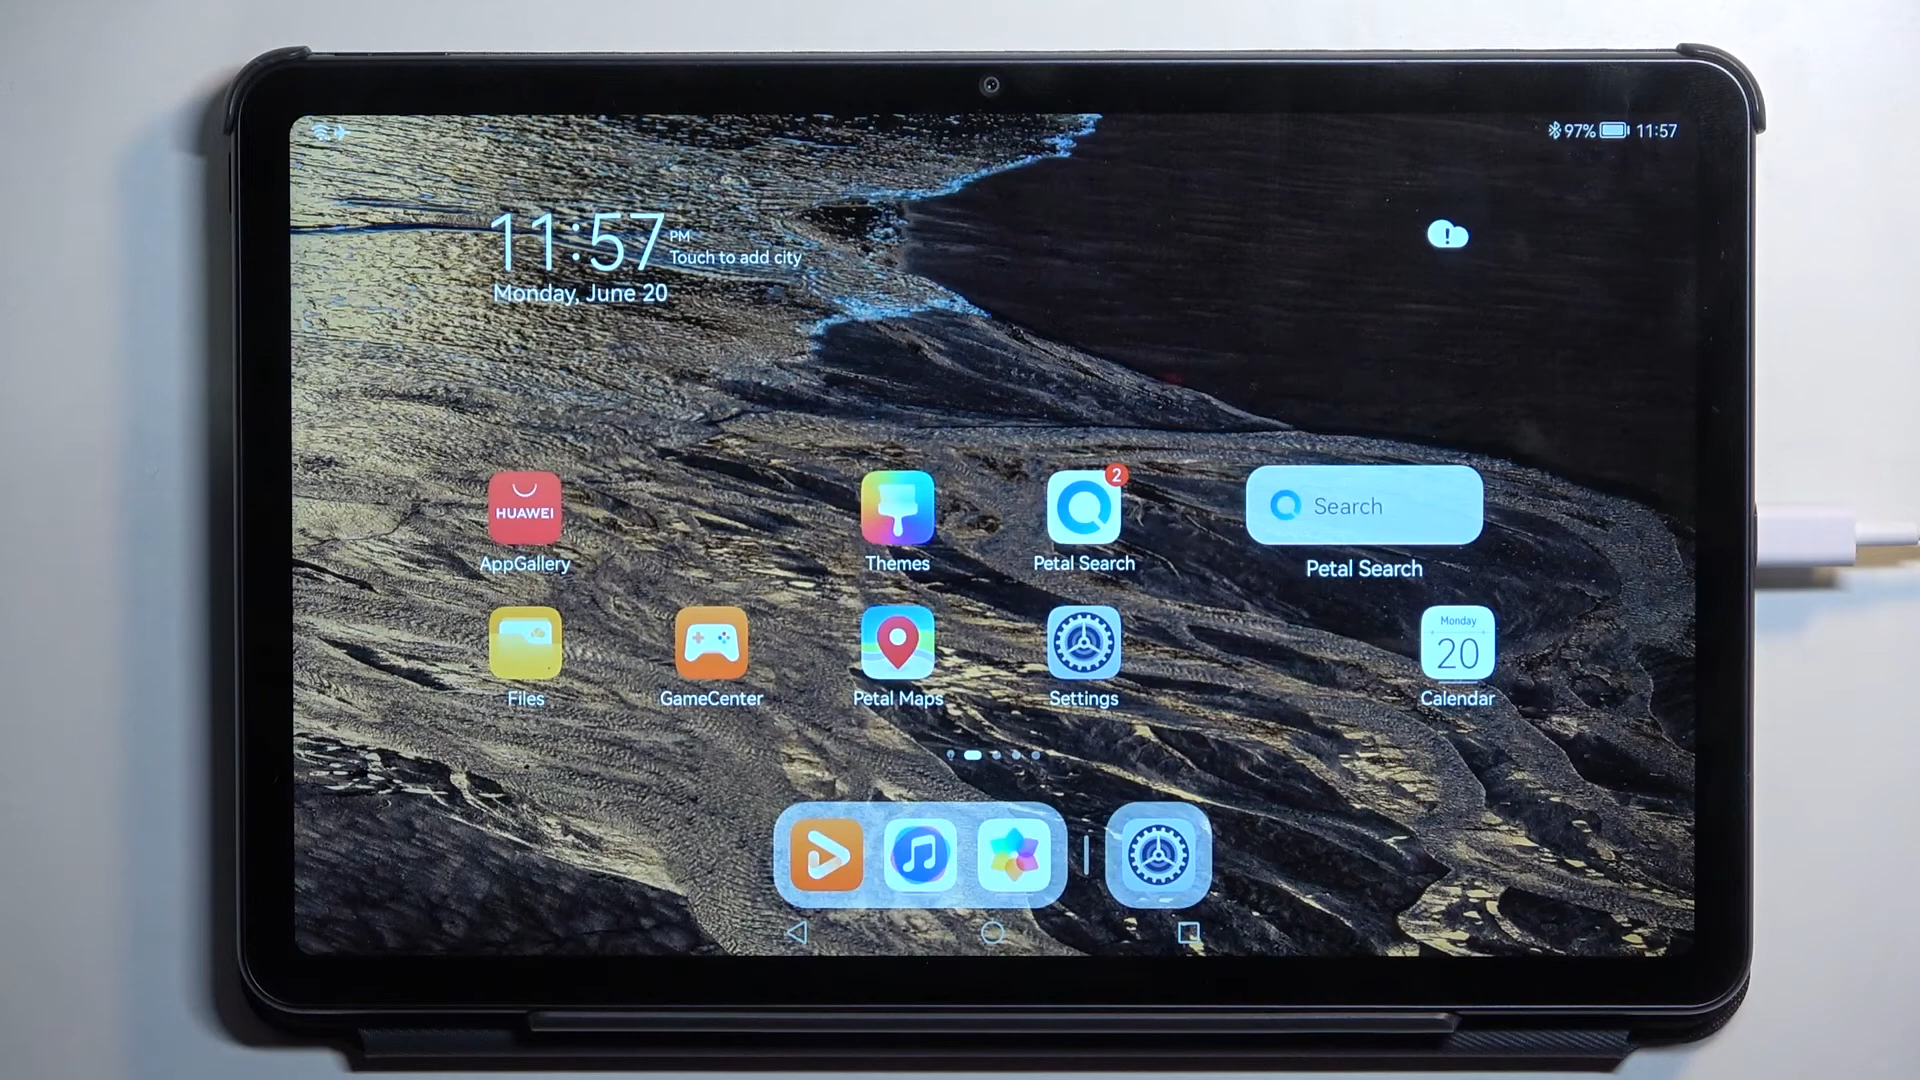 97% 11:57
11:57 PM
Touch to add city
Monday, June 20
HUAWEI
2
Search
AppGallery
Themes
Petal Search
Petal Search
Monday
20
Files
GameCenter
Petal Maps
Settings
Calendar